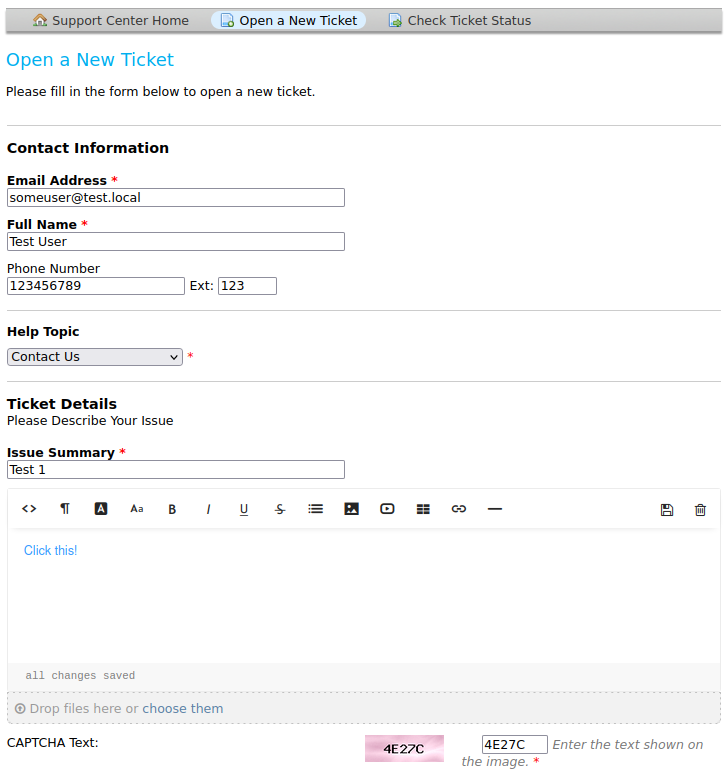 Support Center Home Open a New Ticket Check Ticket Status
Open a New Ticket
Please fill in the form below to open a new ticket.
Contact Information
Email Address *
someuser@test.local
Full Name *
Test User
Phone Number
123456789 Ext: 123
Help Topic
Contact Us *
Ticket Details
Please Describe Your Issue
Issue Summary *
Test 1
<> ¶ A Aa B I U S
Click this!
all changes saved
Drop files here or choose them
CAPTCHA Text: 4E27C 4E27C Enter the text shown on
the image. *